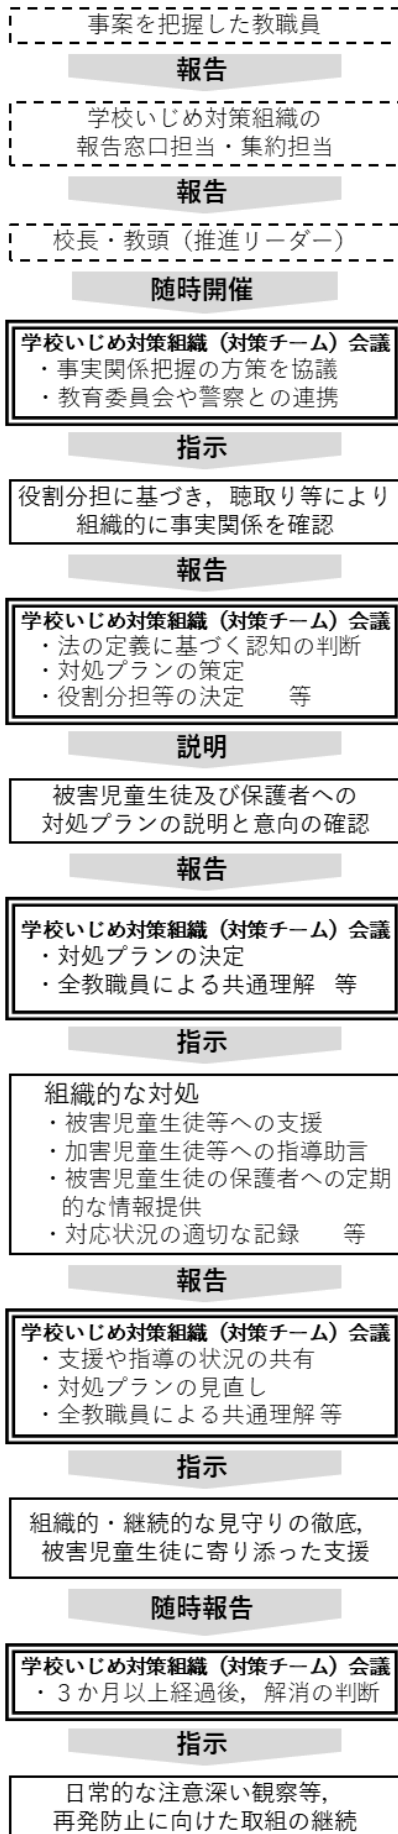 事案を把握した教職員
報告
学校いじめ対策組織の
報告窓口担当・集約担当
報告
校長・教頭（推進リーダー）
随時開催
学校いじめ対策組織（対策チーム）会議
・事実関係把握の方策を協議
・教育委員会や警察との連携
指示
役割分担に基づき，聴取り等により
組織的に事実関係を確認
報告
学校いじめ対策組織（対策チーム）会議
・法の定義に基づく認知の判断
・対処プランの策定
・役割分担等の決定　　等
説明
被害児童生徒及び保護者への
対処プランの説明と意向の確認
報告
学校いじめ対策組織（対策チーム）会議
・対処プランの決定
・全教職員による共通理解　等
指示
組織的な対処
・被害児童生徒等への支援
・加害児童生徒等への指導助言
・被害児童生徒の保護者への定期
的な情報提供
・対応状況の適切な記録　　等
報告
学校いじめ対策組織（対策チーム）会議
・支援や指導の状況の共有
・対処プランの見直し
・全教職員による共通理解 等
指示
組織的・継続的な見守りの徹底，
被害児童生徒に寄り添った支援
随時報告
学校いじめ対策組織（対策チーム）会議
・３か月以上経過後，解消の判断
指示
日常的な注意深い観察等，
再発防止に向けた取組の継続